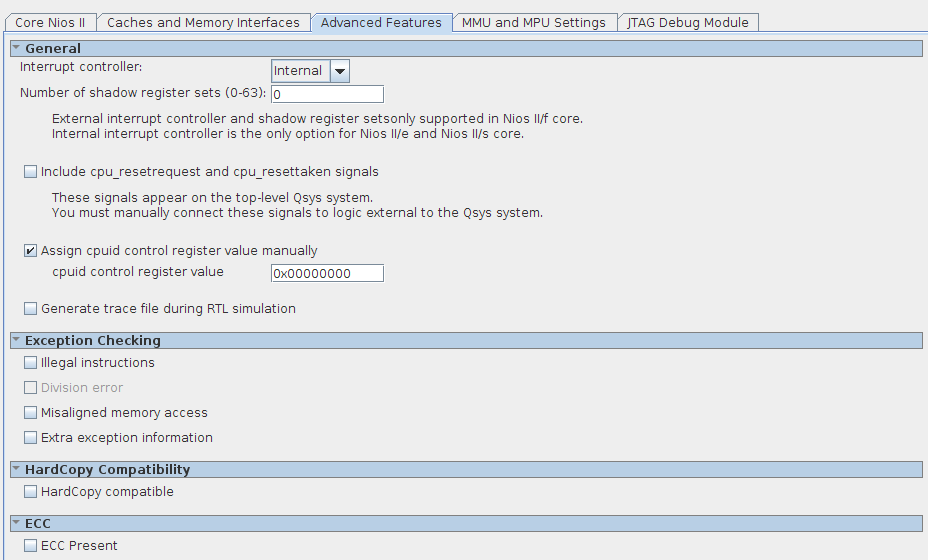 Core Nios II Caches and Memory Interfaces Advanced Features MMU and MPU Settings JTAG Debug Module
General
Interrupt controller: Internal
Number of shadow register sets (0-63): 0
External interrupt controller and shadow register setsonly supported in Nios II/f core.
Internal interrupt controller is the only option for Nios II/e and Nios II/s core.
Include cpu_resetrequest and cpu_resettaken signals
These signals appear on the top-level Qsys system.
You must manually connect these signals to logic external to the Qsys system.
Assign cpuid control register value manually
cpuid control register value 0x00000000
Generate trace file during RTL simulation
Exception Checking
Illegal instructions
Division error
Misaligned memory access
Extra exception information
HardCopy Compatibility
HardCopy compatible
ECC
ECC Present